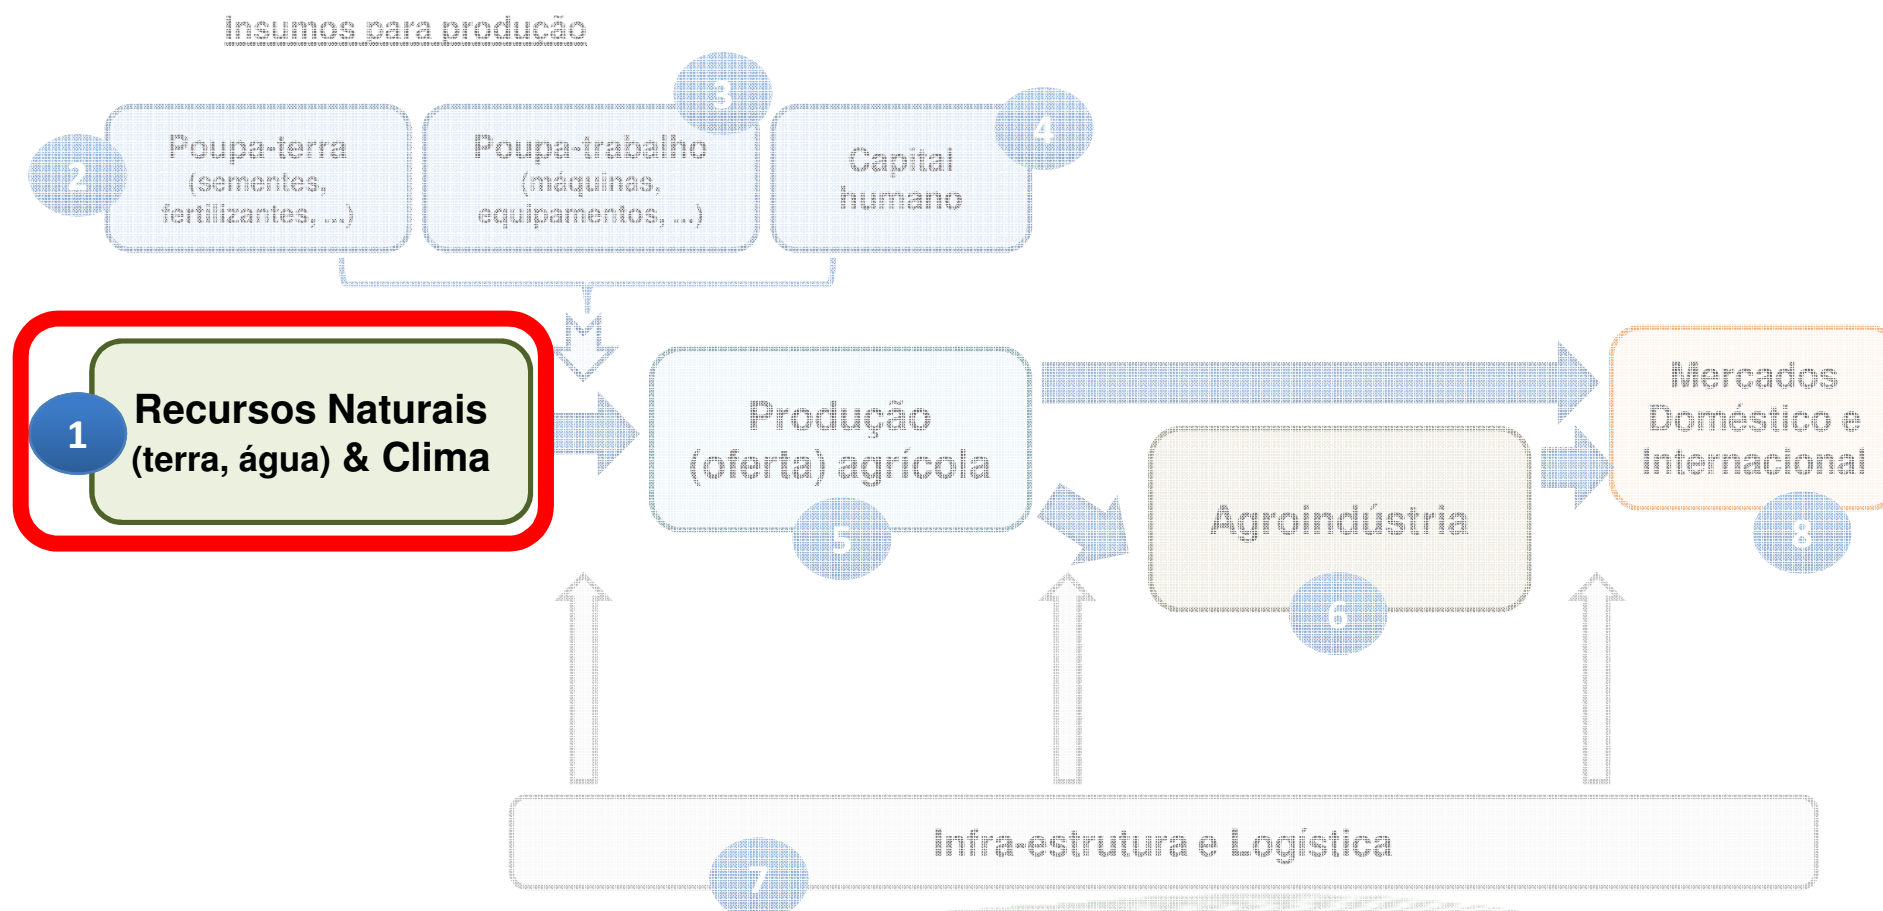 Insumos para produção
3
4
2
Poupa-terra
(sementes,
fertilizantes, ...)
Poupa-trabalho
(máquinas,
equipamentos, ...)
Capital
humano
1
Recursos Naturais
(terra, água) & Clima
Produção
(oferta) agrícola
5
Agroindústria
6
Mercados
Doméstico e
Internacional
8
Infra-estrutura e Logística
7